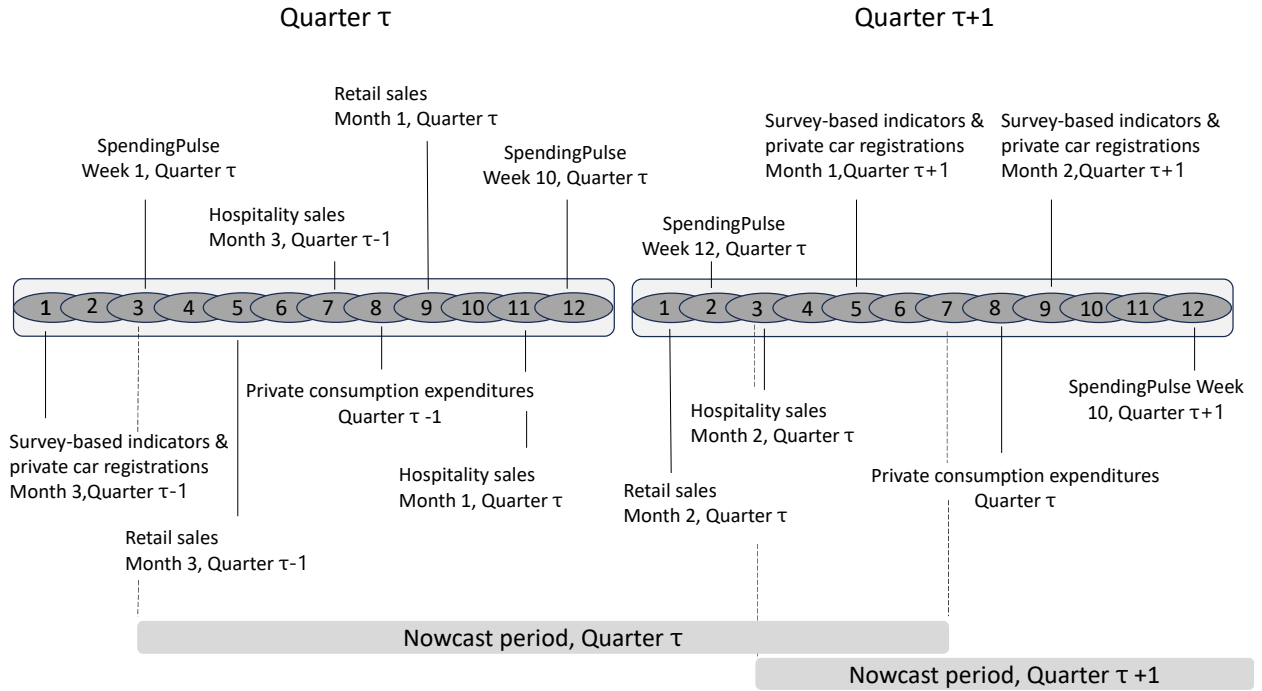 Quarter τ
Quarter τ+1
Retail sales
Month 1, Quarter τ
SpendingPulse
Week 1, Quarter τ
SpendingPulse
Week 10, Quarter τ
Hospitality sales
Month 3, Quarter τ-1
Survey-based indicators &
private car registrations
Month 1,Quarter τ+1
Survey-based indicators &
private car registrations
Month 2,Quarter τ+1
SpendingPulse
Week 12, Quarter τ
1 2 3 4 5 6 7 8 9 10 11 12
1 2 3 4 5 6 7 8 9 10 11 12
Private consumption expenditures
Quarter τ -1
Survey-based indicators &
private car registrations
Month 3,Quarter τ-1
Hospitality sales
Month 1, Quarter τ
Retail sales
Month 3, Quarter τ-1
Hospitality sales
Month 2, Quarter τ
Retail sales
Month 2, Quarter τ
Private consumption expenditures
Quarter τ
SpendingPulse Week
10, Quarter τ+1
Nowcast period, Quarter τ
Nowcast period, Quarter τ +1